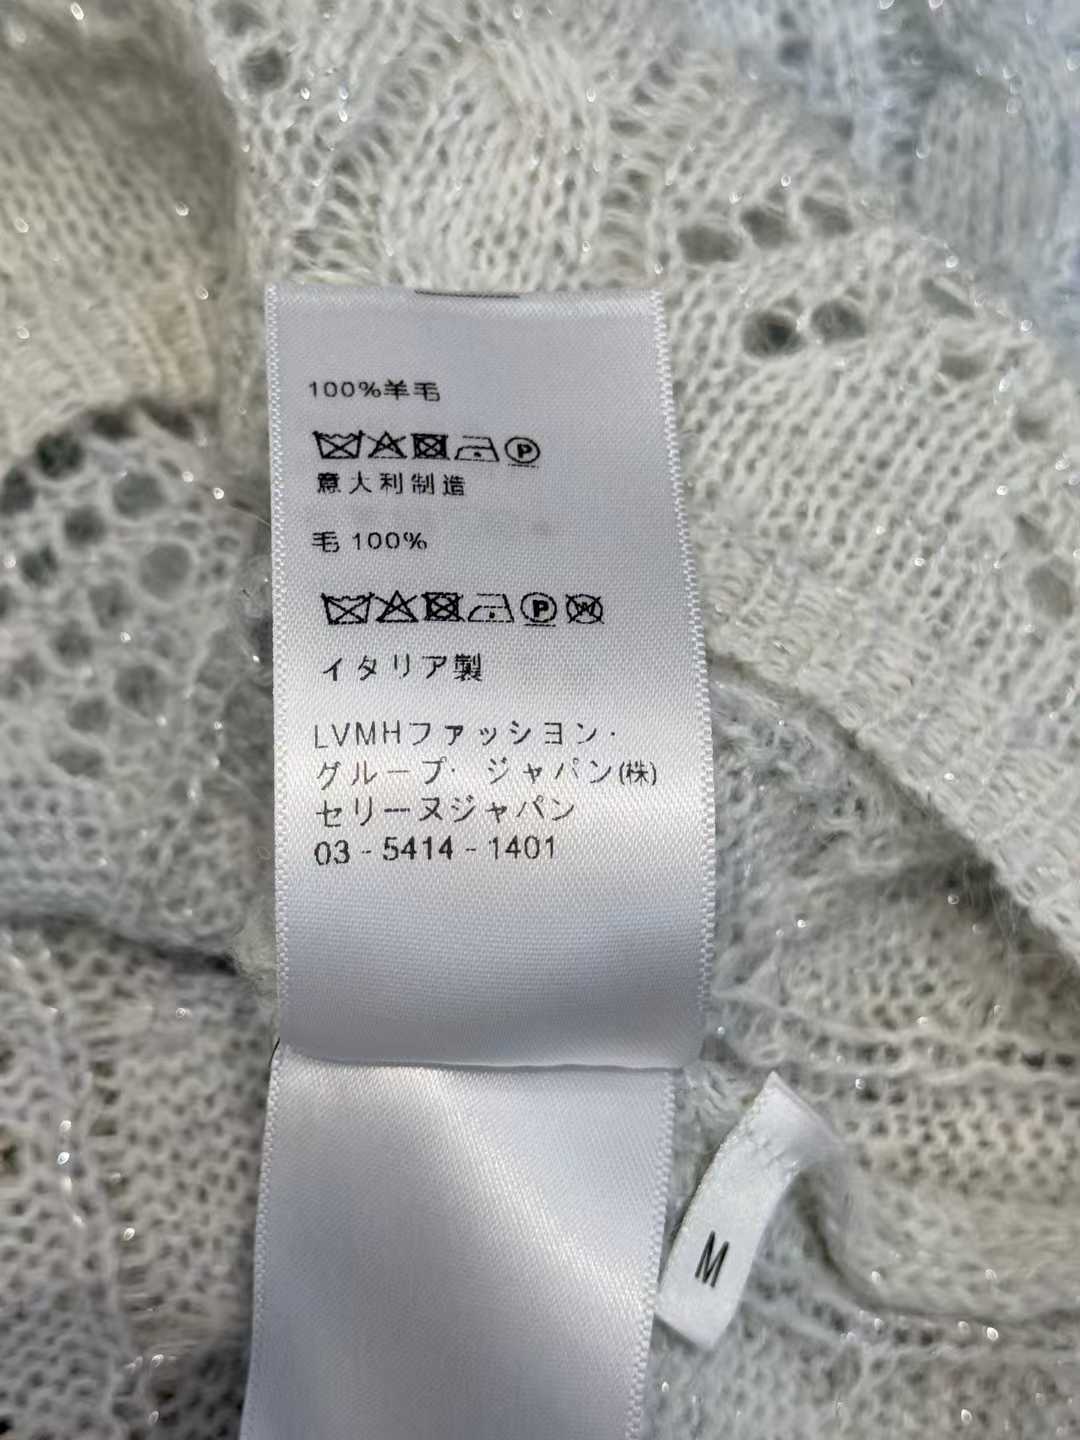 100%羊毛
P
意大利制造
毛 100%
P W
イタリア製
LVMHファッション・
グループ・ジャパン(株)
セリーヌジャパン
03 - 5414 - 1401
M